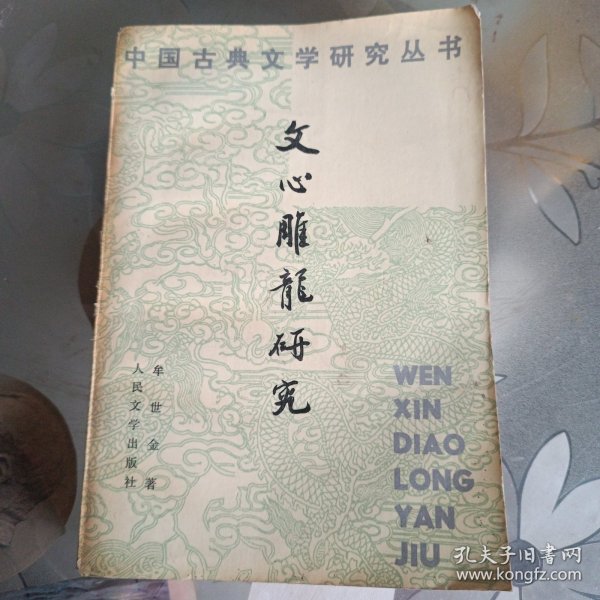 中国古典文学研究丛书
文心雕龍研究
牟世金著
人民文学出版社
WEN
XIN
DIAO
LONG
YAN
JIU
孔夫子旧书网
www.kongfz.com